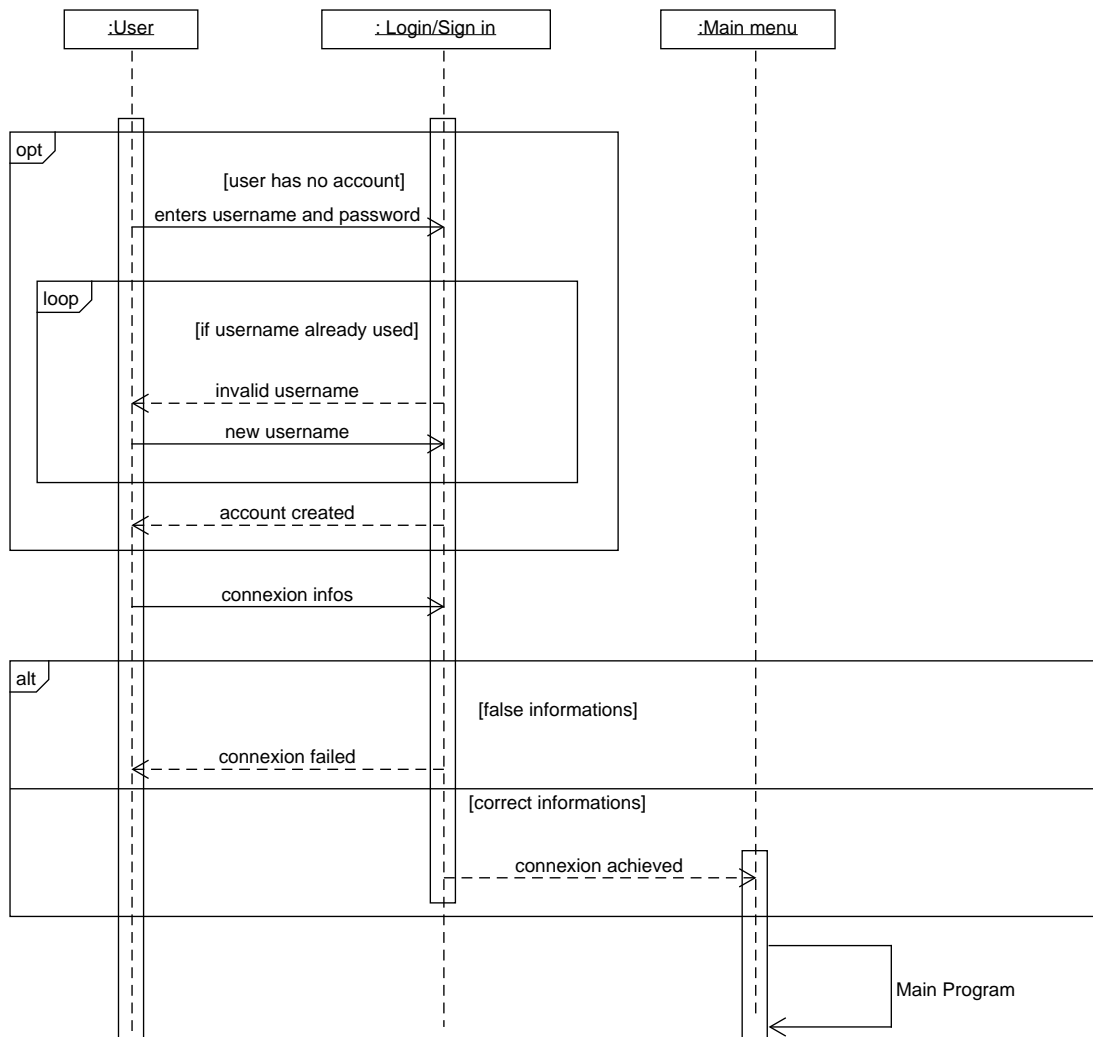 :User
: Login/Sign in
:Main menu
opt
[user has no account]
enters username and password
loop
[if username already used]
invalid username
new username
account created
connexion infos
alt
[false informations]
connexion failed
[correct informations]
connexion achieved
Main Program